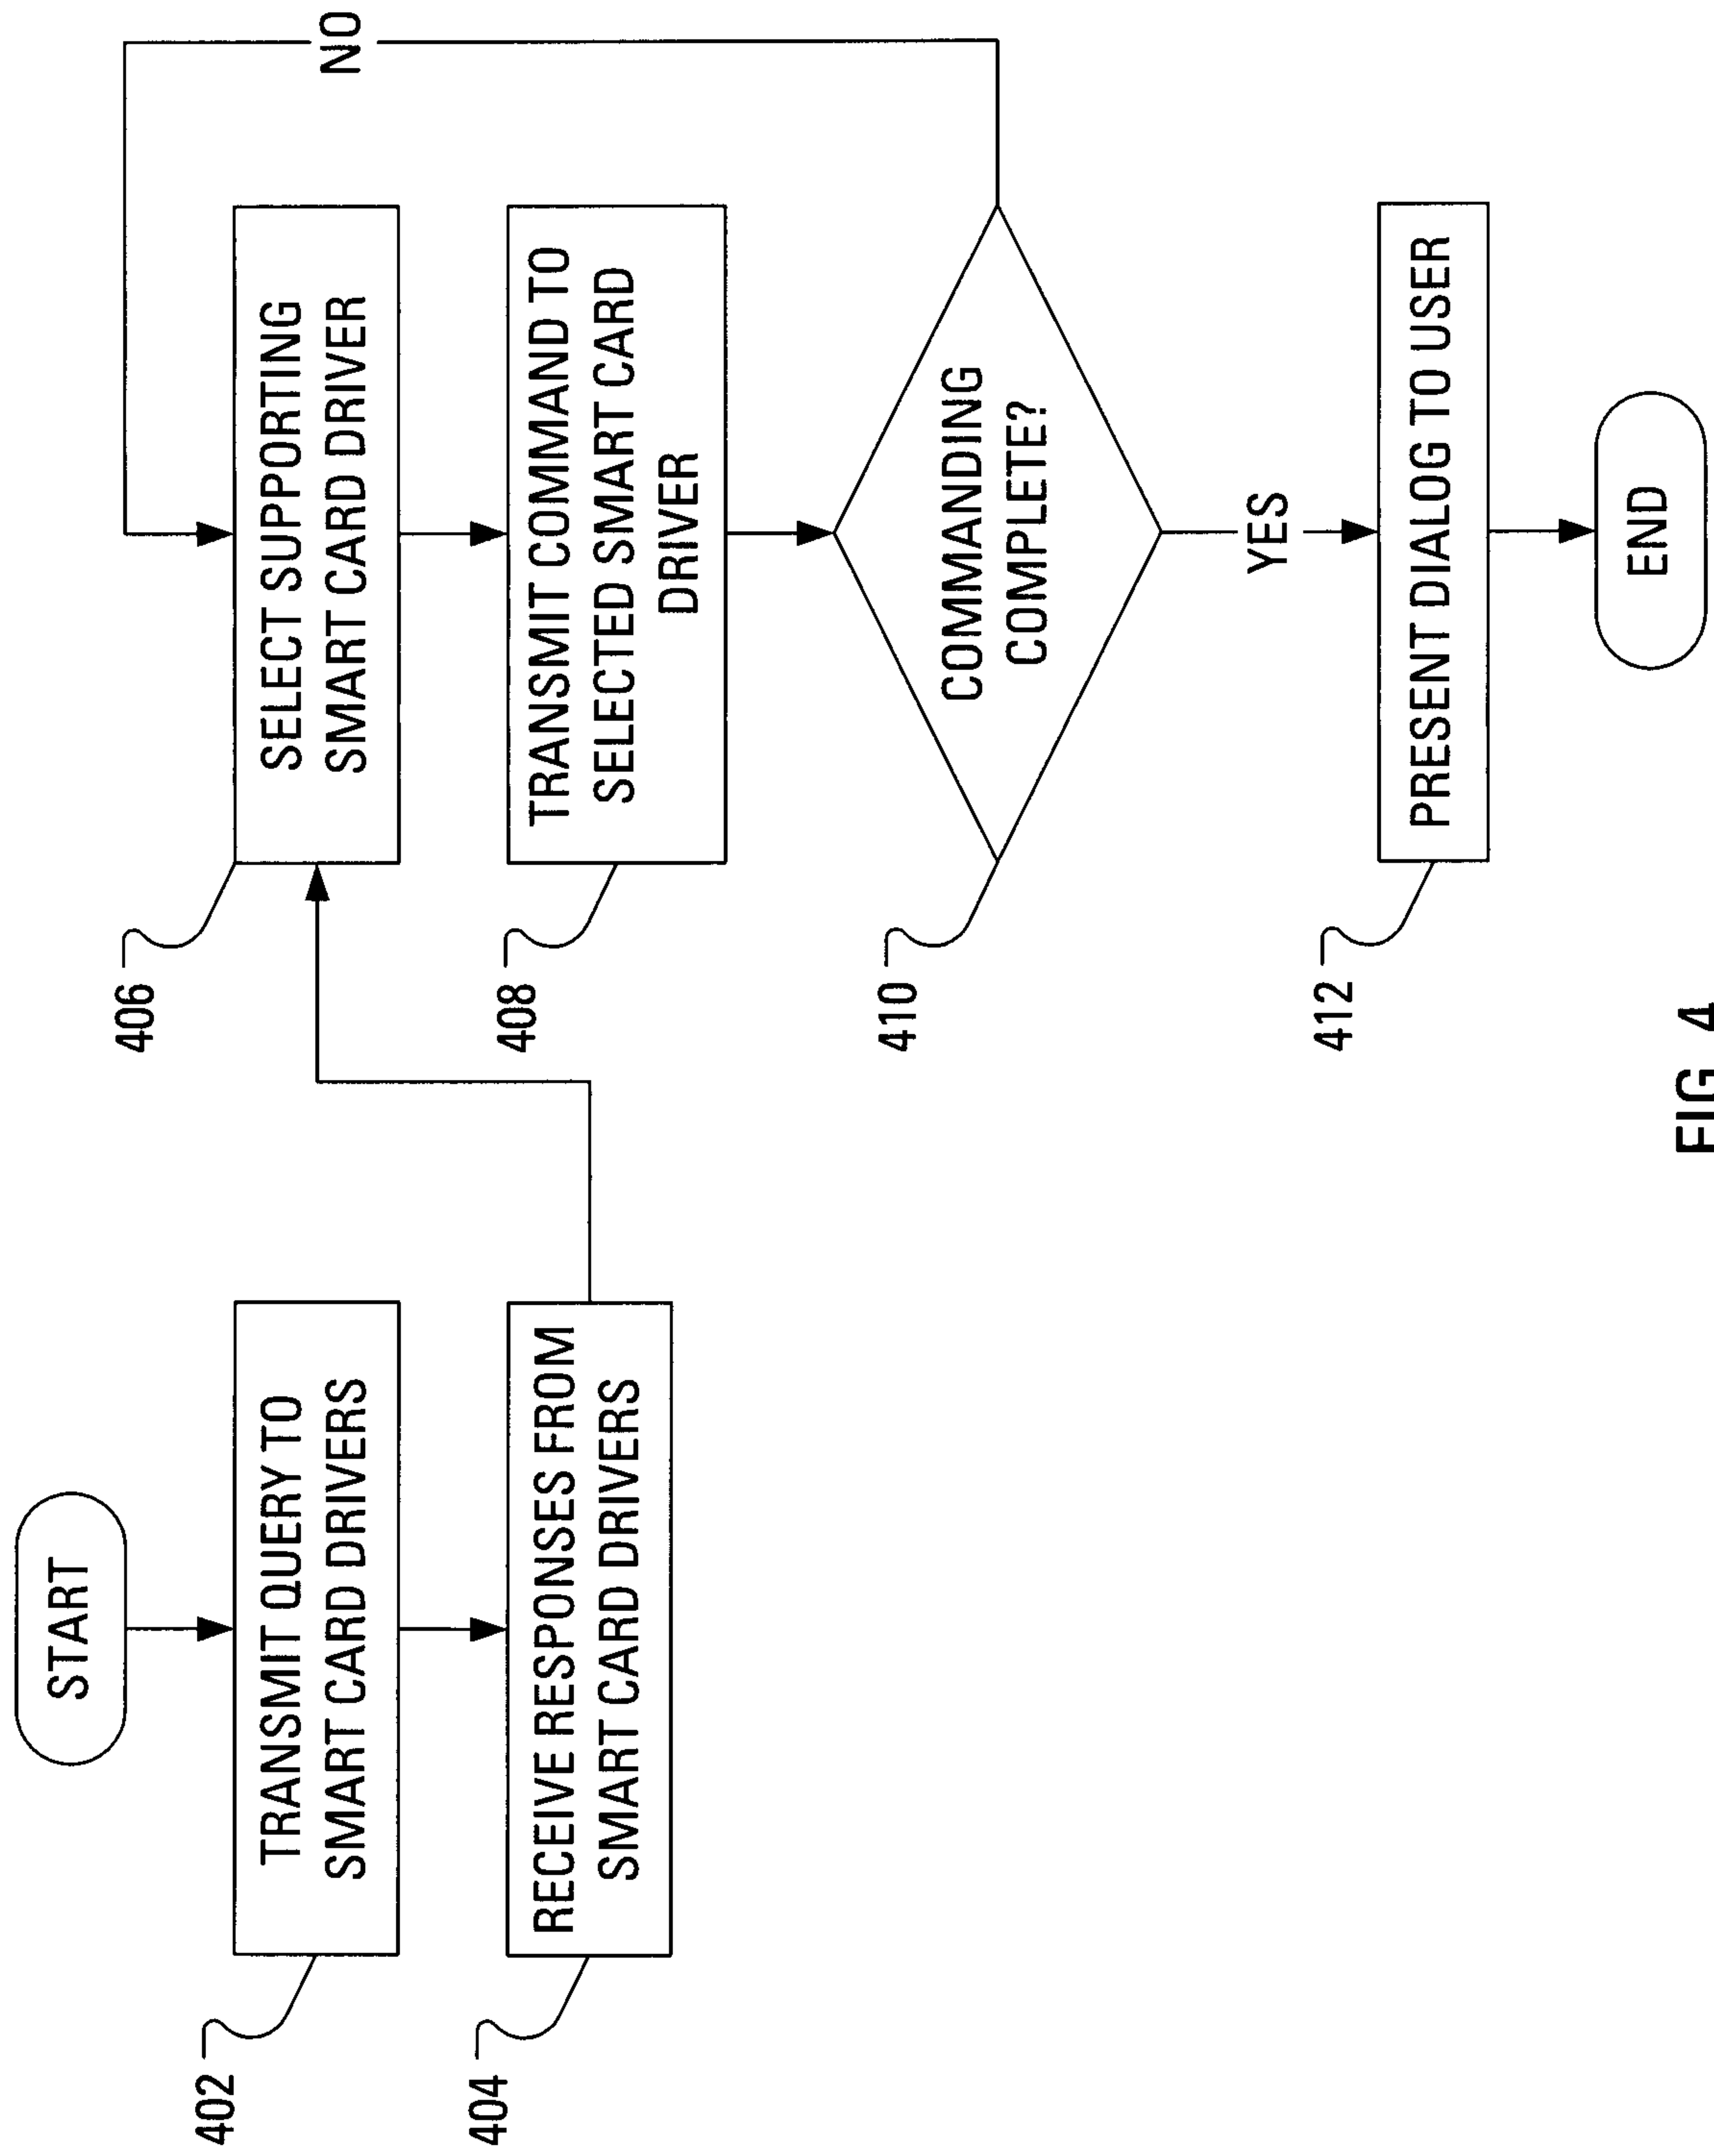 START
402
TRANSMIT QUERY TO
SMART CARD DRIVERS
404
RECEIVE RESPONSES FROM
SMART CARD DRIVERS
406
SELECT SUPPORTING
SMART CARD DRIVER
408
TRANSMIT COMMAND TO
SELECTED SMART CARD
DRIVER
410
COMMANDING
COMPLETE?
NO
YES
412
PRESENT DIALOG TO USER
END
FIG. 4